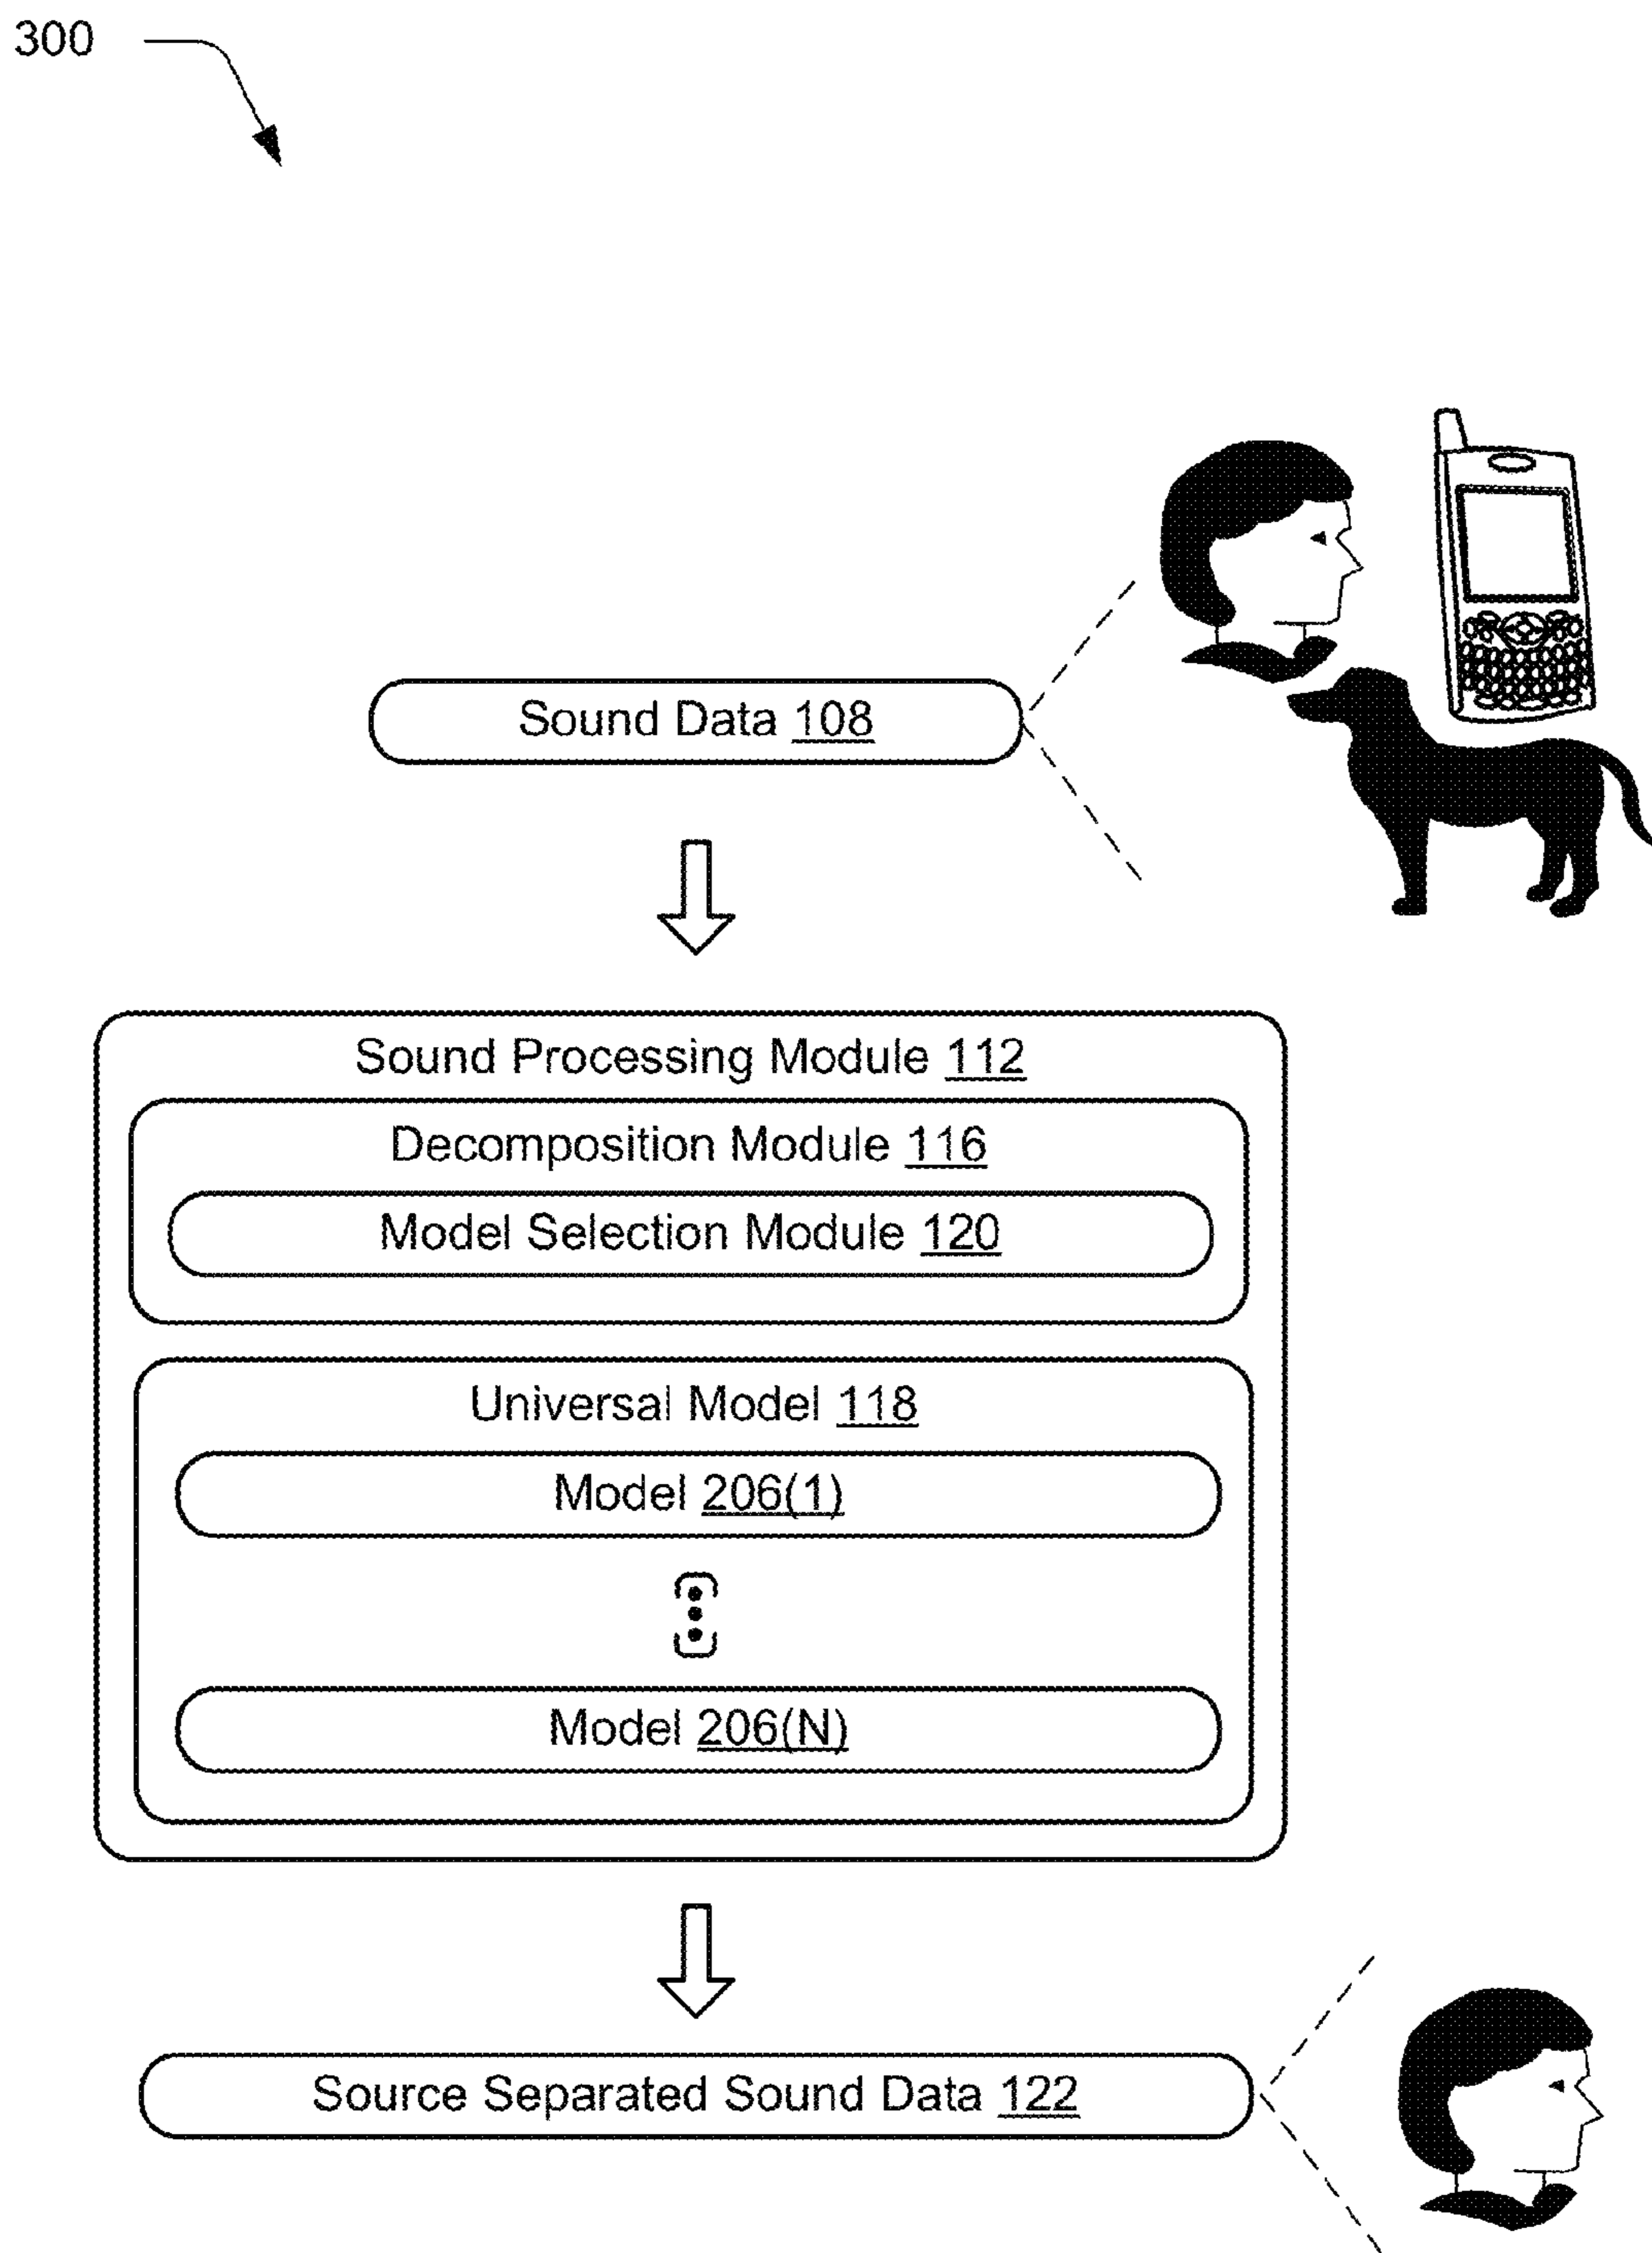 300
Sound Data 108
Sound Processing Module 112
Decomposition Module 116
Model Selection Module 120
Universal Model 118
Model 206(1)
Model 206(N)
Source Separated Sound Data 122